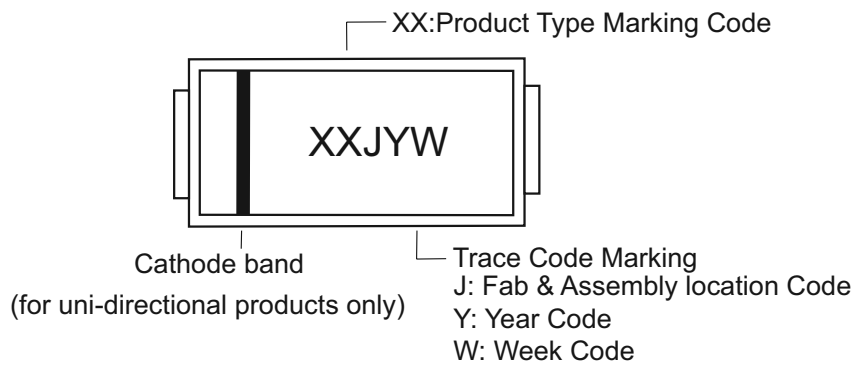 XX:Product Type Marking Code
XXJYW
Cathode band
(for uni-directional products only)
Trace Code Marking
J: Fab & Assembly location Code
Y: Year Code
W: Week Code